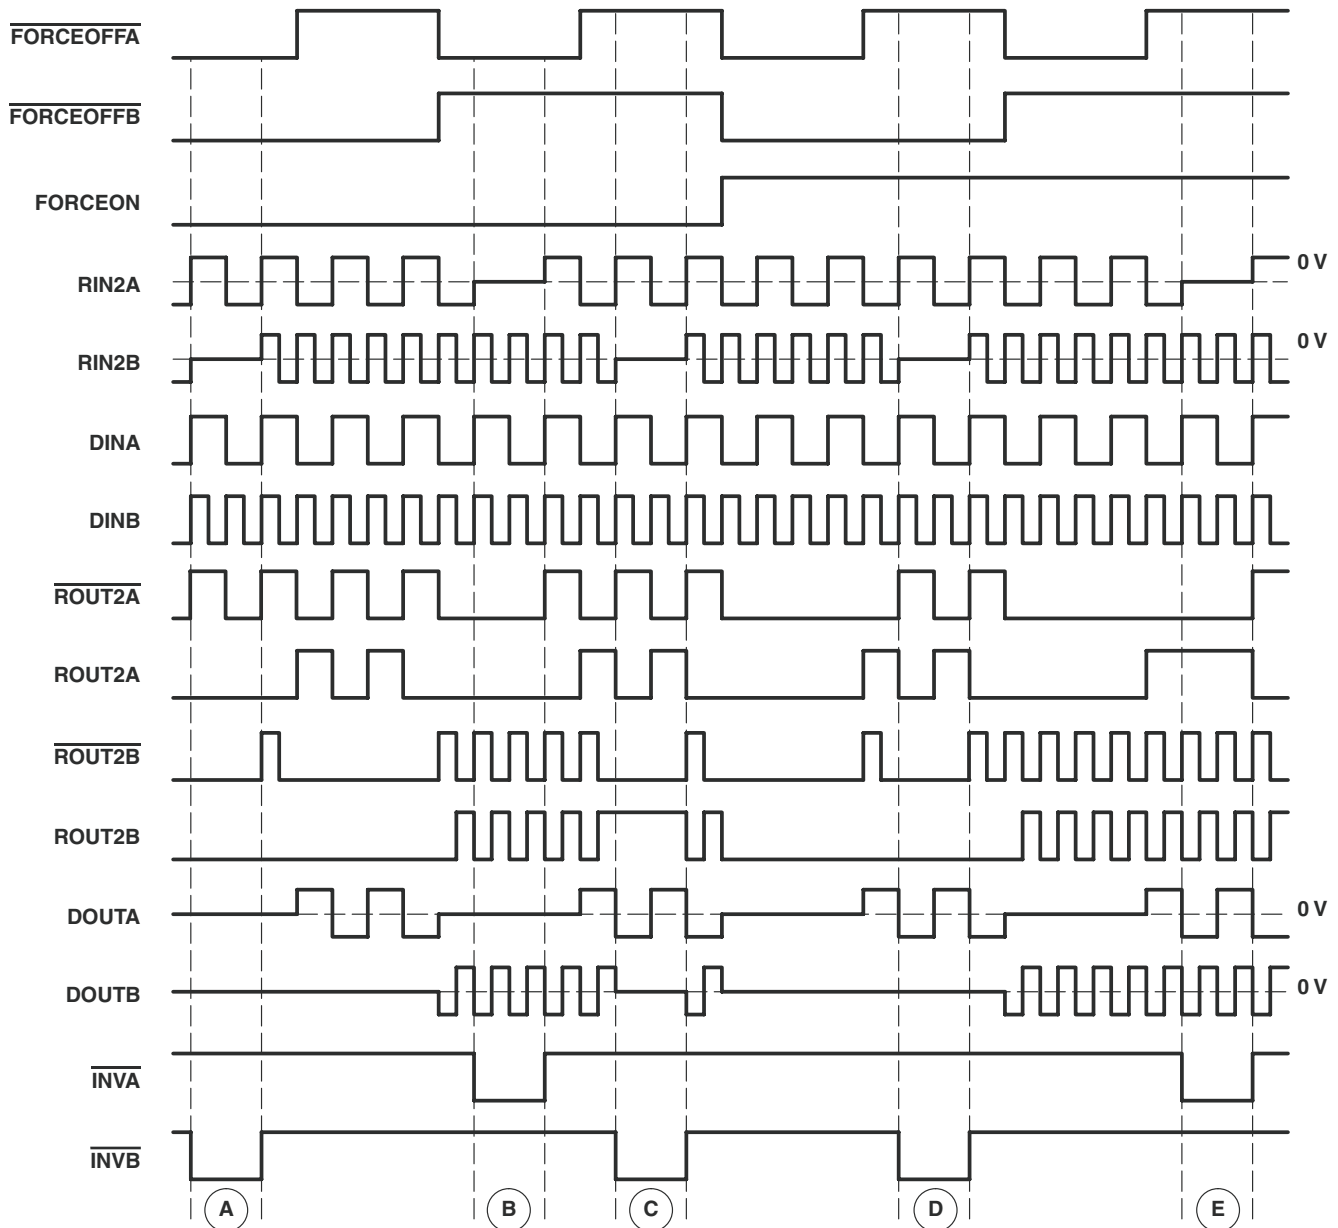 FORCEOFFA
FORCEOFFB
FORCEON
RIN2A
0 V
RIN2B
0 V
DINA
DINB
ROUT2A
ROUT2A
ROUT2B
ROUT2B
DOUTA
0 V
DOUTB
0 V
INVA
INVB
A
B
C
D
E